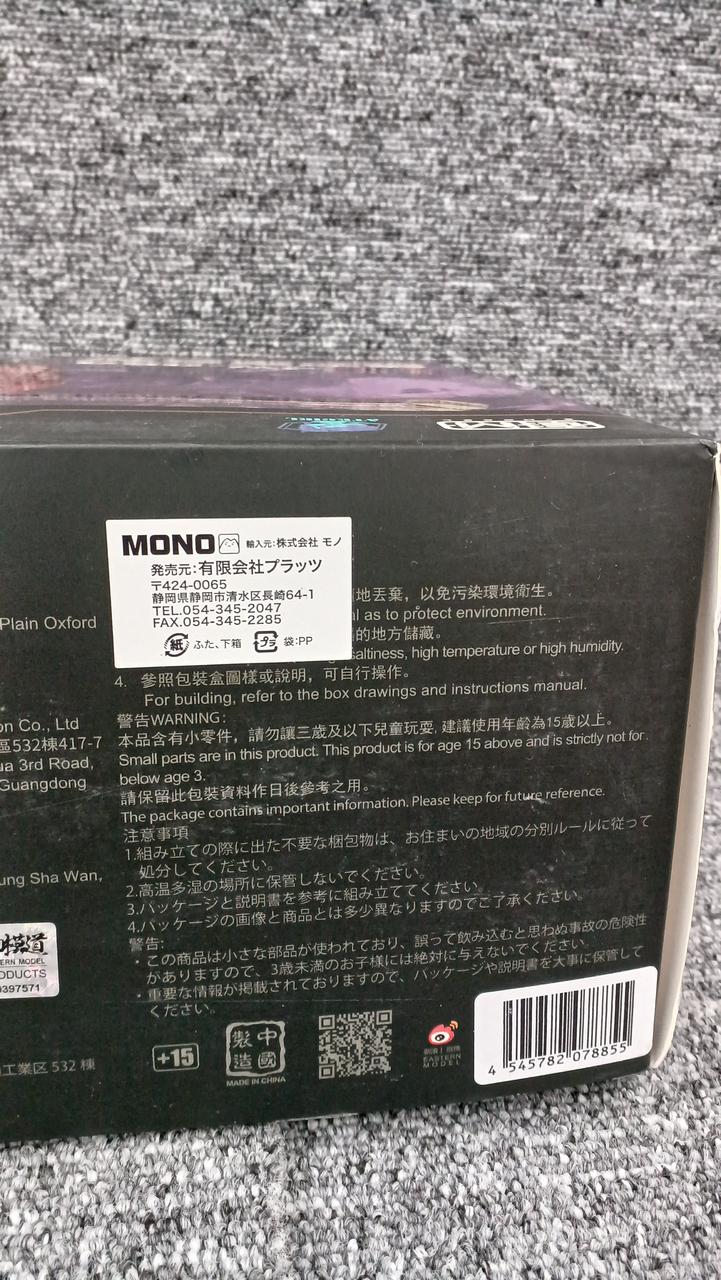 MONO 輸入元:株式会社 モノ
発売元:有限会社プラッツ
〒424-0065
静岡県静岡市清水区長崎64-1
TEL.054-345-2047
FAX.054-345-2285
紙 ふた、下箱 プラ 袋:PP
地丟棄，以免污染環境衛生。
al as to protect environment.
的地方儲藏。
saltiness, high temperature or high humidity.
4. 參照包裝盒圖樣或說明，可自行操作。
For building, refer to the box drawings and instructions manual.
警告WARNING:
本品含有小零件，請勿讓三歲及以下兒童玩耍, 建議使用年齡為15歲以上。
Small parts are in this product. This product is for age 15 above and is strictly not for
below age 3.
請保留此包裝資料作日後參考之用。
The package contains important information. Please keep for future reference.
注意事項
1.組み立ての際に出た不要な梱包物は、お住まいの地域の分別ルールに従って
処分してください。
2.高温多湿の場所に保管しないでください。
3.パッケージと説明書を参考に組み立ててください。
4.パッケージの画像と商品とは多少異なりますのでご了承ください。
警告:
・この商品は小さな部品が使われており、誤って飲み込むと思わぬ事故の危険性
がありますので、3歳未満のお子様には絶対に与えないでください。
・重要な情報が掲載されておりますので、パッケージや説明書を大事に保管して
ください。
Plain Oxford
on Co., Ltd
區532棟417-7
ua 3rd Road,
Guangdong
ung Sha Wan,
模道
ERN MODEL
ODUCTS
0397571
工業区 532 棟
+15
中國製造
MADE IN CHINA
EASTERN
MODEL
4 545782 078855